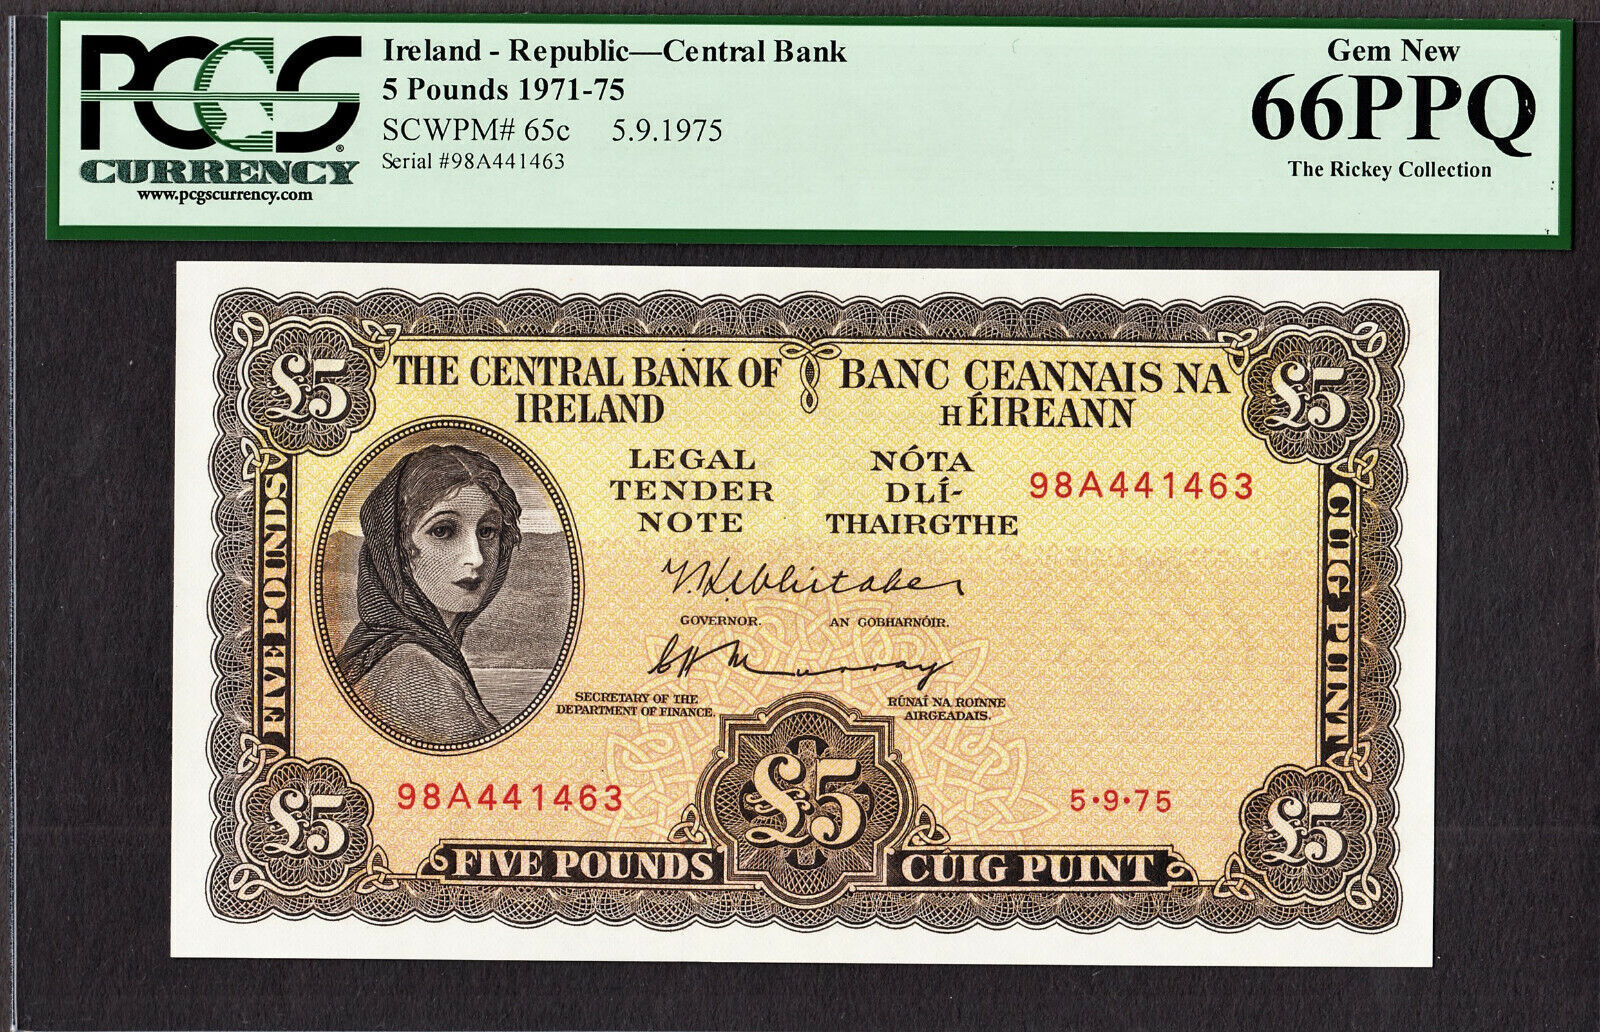 PCGS
CURRENCY
www.pcgscurrency.com
Ireland - Republic—Central Bank
5 Pounds 1971-75
SCWPM# 65c 5.9.1975
Serial #98A441463
Gem New
66PPQ
The Rickey Collection
£5
£5
THE CENTRAL BANK OF
IRELAND
BANC CEANNAIS NA
hÉIREANN
LEGAL
TENDER
NOTE
NÓTA
DLÍ-
THAIRGTHE
98A441463
T. K. Whitaker
GOVERNOR. AN GOBHARNÓIR.
C H Murray
SECRETARY OF THE
DEPARTMENT OF FINANCE.
RÚNAÍ NA ROINNE
AIRGEADAIS.
FIVE POUNDS
CÚIG PUINT
98A441463
£5
5·9·75
£5
£5
FIVE POUNDS
CÚIG PUINT